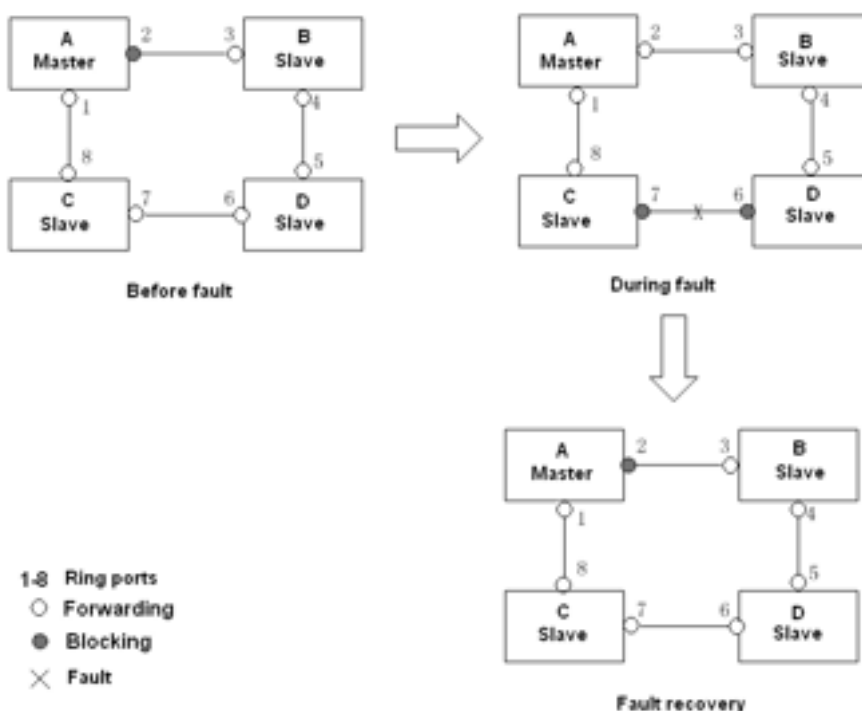 A
Master
2
3
B
Slave
1
4
8
5
C
Slave
7
6
D
Slave
Before fault
A
Master
2
3
B
Slave
1
4
8
5
C
Slave
7
6
D
Slave
During fault
A
Master
2
3
B
Slave
1
4
8
5
C
Slave
7
6
D
Slave
Fault recovery
1-8 Ring ports
Forwarding
Blocking
Fault